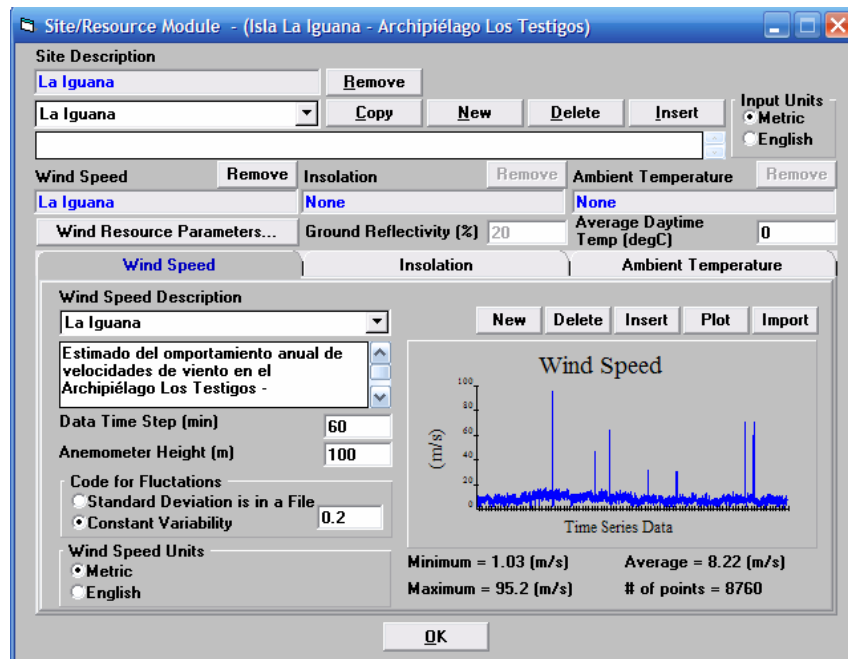 Site/Resource Module - (Isla La Iguana - Archipiélago Los Testigos)
Site Description
La Iguana
Remove
La Iguana
Copy
New
Delete
Insert
Input Units
Metric
English
Wind Speed
Remove
Insolation
Remove
Ambient Temperature
Remove
La Iguana
None
None
Wind Resource Parameters...
Ground Reflectivity (%)
20
Average Daytime
Temp (degC)
0
Wind Speed
Insolation
Ambient Temperature
Wind Speed Description
La Iguana
New
Delete
Insert
Plot
Import
Estimado del omportamiento anual de
velocidades de viento en el
Archipiélago Los Testigos -
Data Time Step (min)
60
Anemometer Height (m)
100
Code for Fluctations
Standard Deviation is in a File
Constant Variability
0.2
Wind Speed Units
Metric
English
Wind Speed
(m/s)
100
80
60
40
20
0
Time Series Data
Minimum = 1.03 (m/s)
Average = 8.22 (m/s)
Maximum = 95.2 (m/s)
# of points = 8760
OK